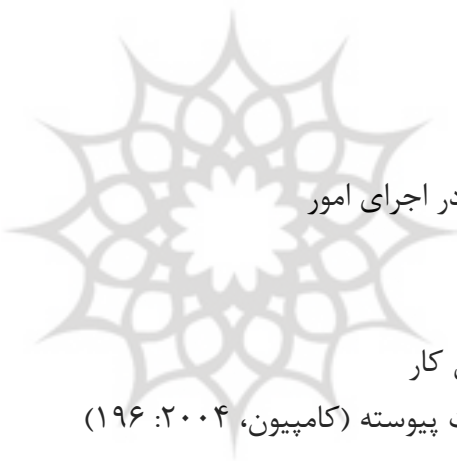 در اجرای امور
کار
پیوسته (کامپیون، ۲۰۰۴: ۱۹۶)